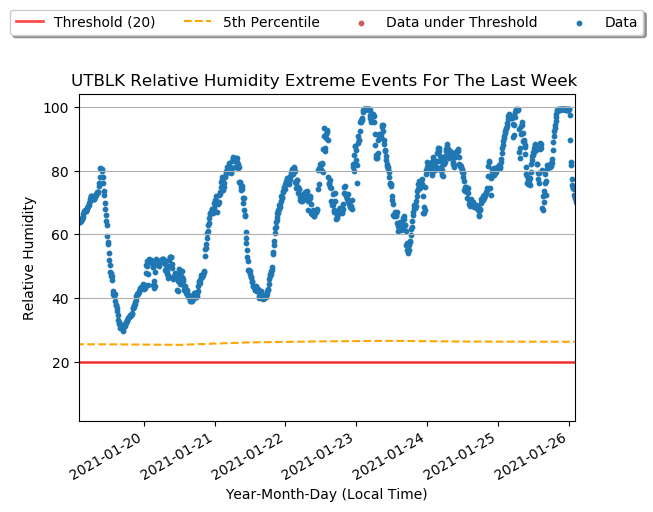 Threshold (20) 5th Percentile Data under Threshold Data
UTBLK Relative Humidity Extreme Events For The Last Week
100
80
60
40
20
Relative Humidity
2021-01-20 2021-01-21 2021-01-22 2021-01-23 2021-01-24 2021-01-25 2021-01-26
Year-Month-Day (Local Time)